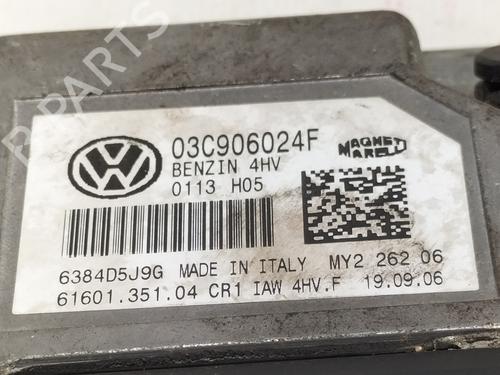 B-PARTS
03C906024F
BENZIN 4HV
0113 H05
MAGNETI
MARELLI
6384D5J9G MADE IN ITALY MY2 262 06
61601.351.04 CR1 IAW 4HV.F 19.09.06